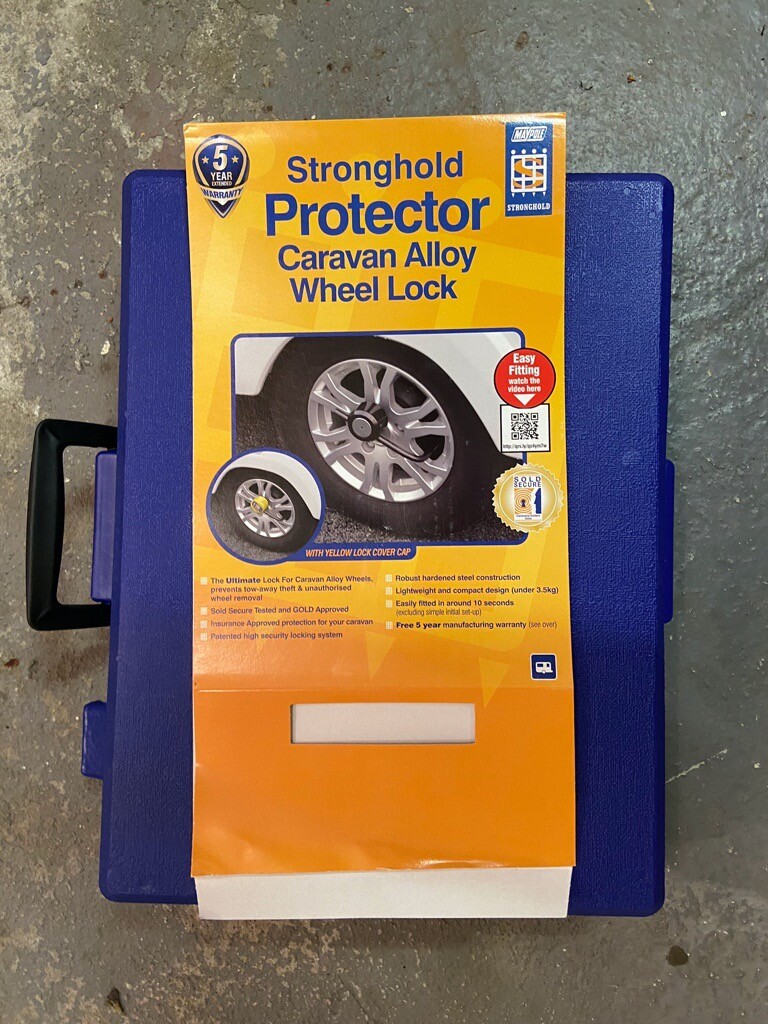 5
YEAR
EXTENDED
WARRANTY
MAYPOLE
STRONGHOLD
Stronghold
Protector
Caravan Alloy
Wheel Lock
Easy
Fitting
watch the
video here
SOLD
SECURE
WITH YELLOW LOCK COVER CAP
The Ultimate Lock For Caravan Alloy Wheels,
prevents tow-away theft & unauthorised
wheel removal
Sold Secure Tested and GOLD Approved
Insurance Approved protection for your caravan
Patented high security locking system
Robust hardened steel construction
Lightweight and compact design (under 3.5kg)
Easily fitted in around 10 seconds
(excluding simple initial set-up)
Free 5 year manufacturing warranty (see over)